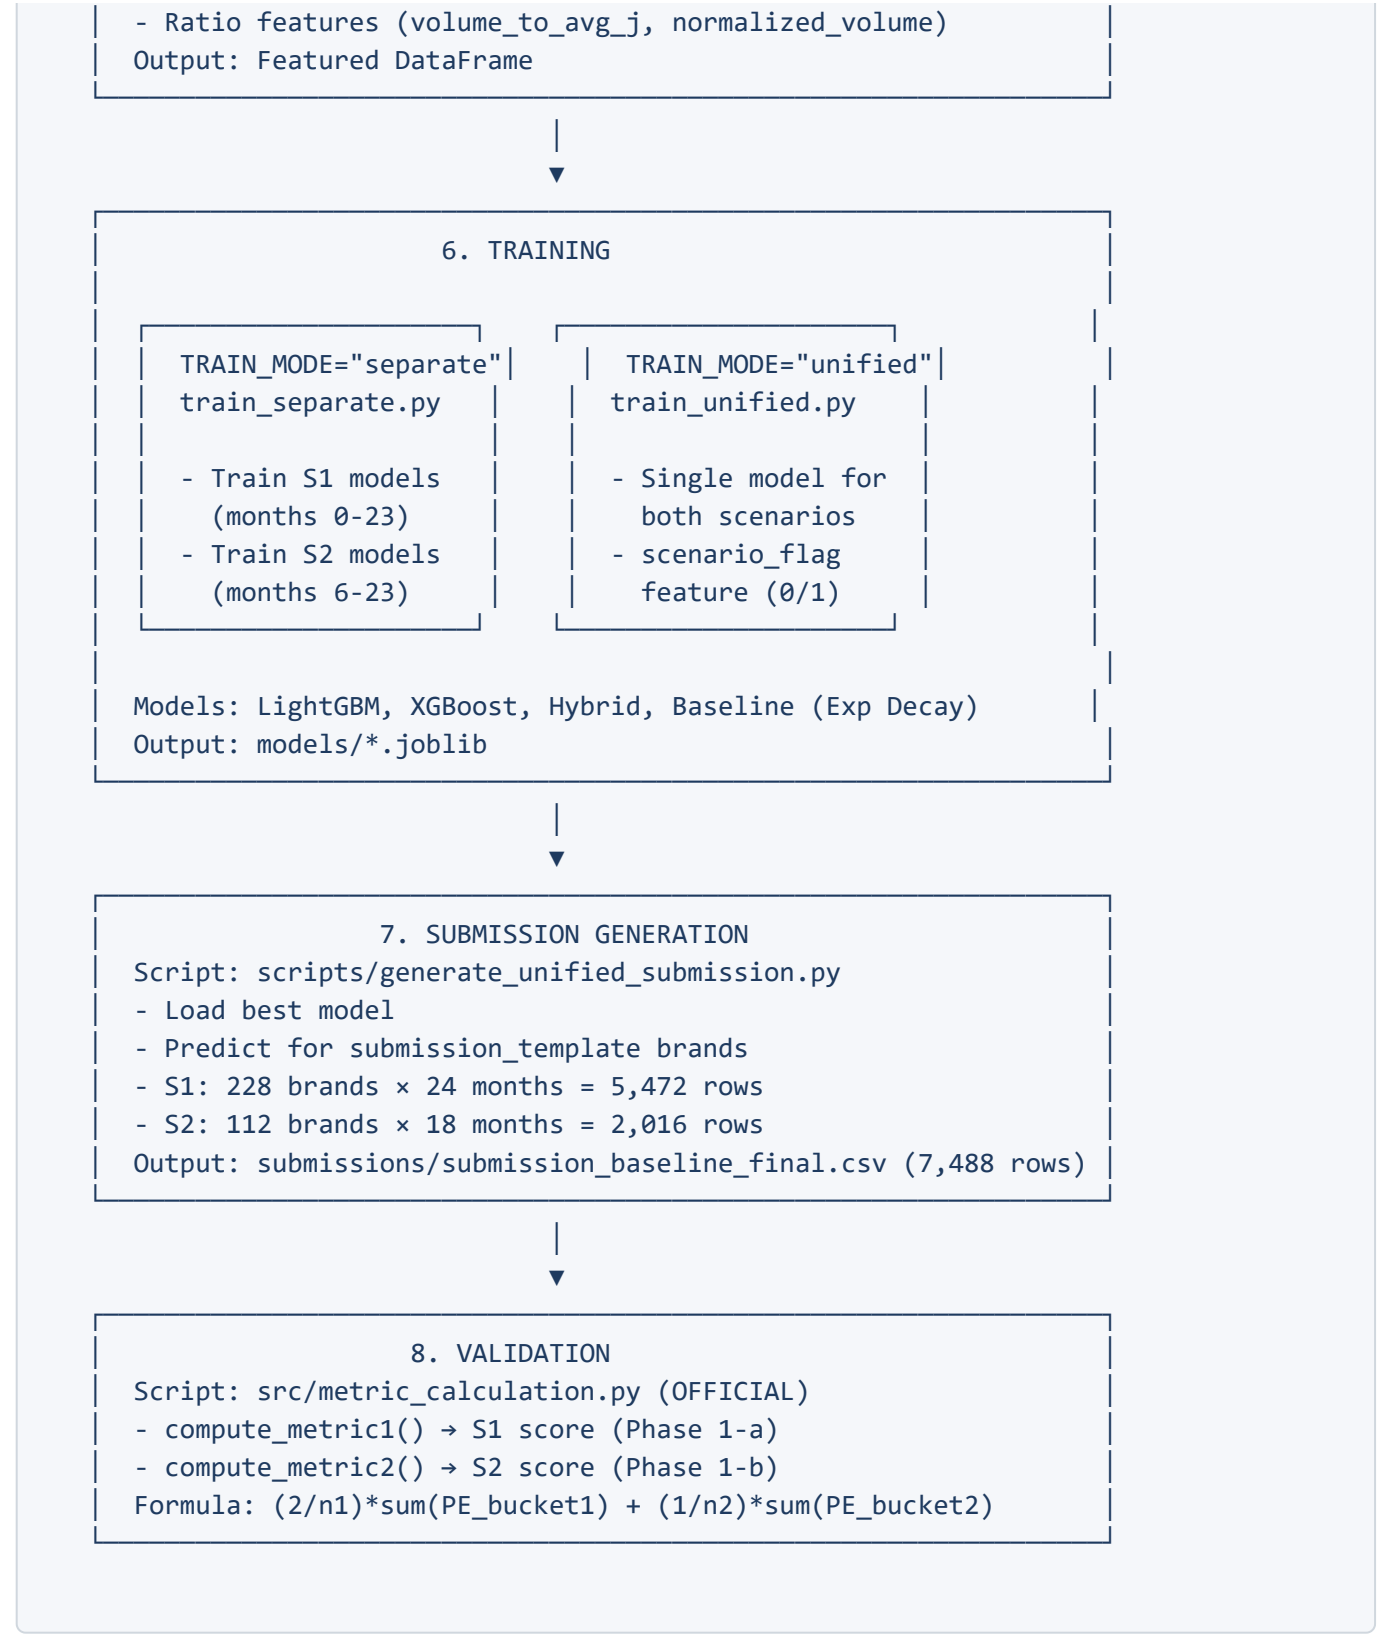 - Ratio features (volume_to_avg_j, normalized_volume)
Output: Featured DataFrame
6. TRAINING
TRAIN_MODE="separate"
train_separate.py
- Train S1 models
(months 0-23)
- Train S2 models
(months 6-23)
TRAIN_MODE="unified"
train_unified.py
- Single model for
both scenarios
- scenario_flag
feature (0/1)
Models: LightGBM, XGBoost, Hybrid, Baseline (Exp Decay)
Output: models/*.joblib
7. SUBMISSION GENERATION
Script: scripts/generate_unified_submission.py
- Load best model
- Predict for submission_template brands
- S1: 228 brands × 24 months = 5,472 rows
- S2: 112 brands × 18 months = 2,016 rows
Output: submissions/submission_baseline_final.csv (7,488 rows)
8. VALIDATION
Script: src/metric_calculation.py (OFFICIAL)
- compute_metric1() → S1 score (Phase 1-a)
- compute_metric2() → S2 score (Phase 1-b)
Formula: (2/n1)*sum(PE_bucket1) + (1/n2)*sum(PE_bucket2)